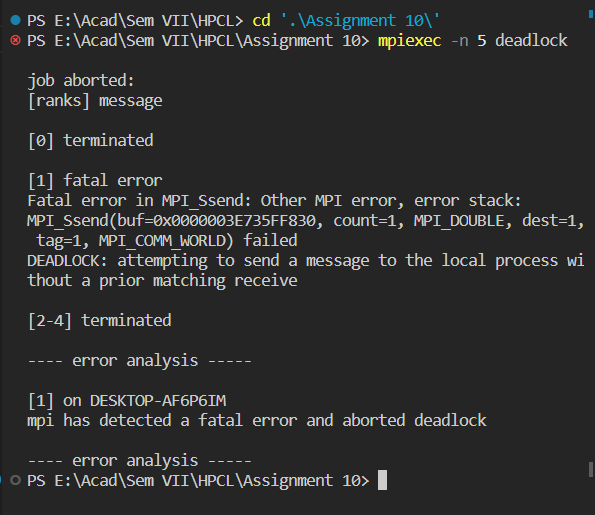 PS E:\Acad\Sem VII\HPCL> cd '.\Assignment 10\'
PS E:\Acad\Sem VII\HPCL\Assignment 10> mpiexec -n 5 deadlock
job aborted:
[ranks] message
[0] terminated
[1] fatal error
Fatal error in MPI_Ssend: Other MPI error, error stack:
MPI_Ssend(buf=0x0000003E735FF830, count=1, MPI_DOUBLE, dest=1,
 tag=1, MPI_COMM_WORLD) failed
DEADLOCK: attempting to send a message to the local process wi
thout a prior matching receive
[2-4] terminated
---- error analysis -----
[1] on DESKTOP-AF6P6IM
mpi has detected a fatal error and aborted deadlock
---- error analysis -----
PS E:\Acad\Sem VII\HPCL\Assignment 10>